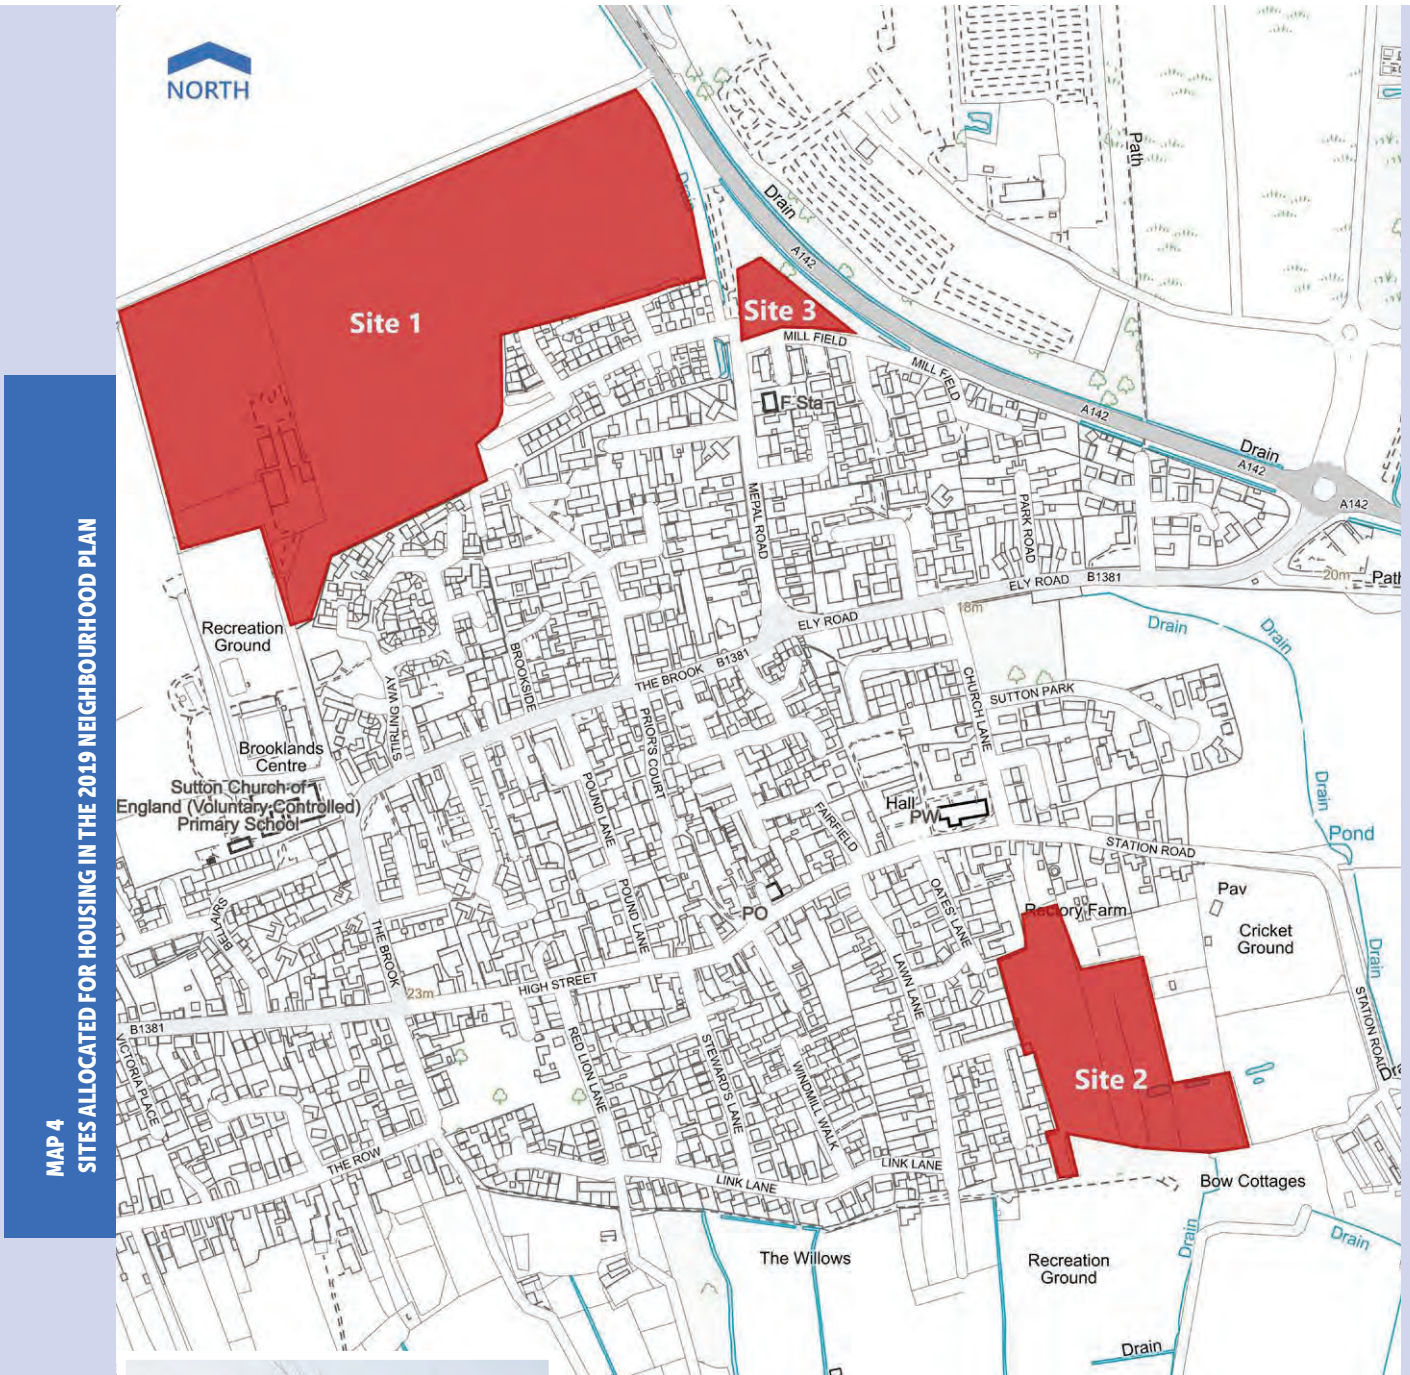 NORTH
MAP 4
SITES ALLOCATED FOR HOUSING IN THE 2019 NEIGHBOURHOOD PLAN
Path
Drain
Drain
A142
Site 1
Site 3
MILL FIELD
MILL FIELD
F Sta
A142
Drain
A142
A142
MEPAL ROAD
PARK ROAD
ELY ROAD
B1381
20m
Path
18m
ELY ROAD
Drain
Drain
Recreation
Ground
BROOKSIDE
THE BROOK
B1381
STIRLING WAY
CHURCH LANE
SUTTON PARK
PRIOR'S COURT
Brooklands
Centre
Sutton Church of
England (Voluntary Controlled)
Primary School
POUND LANE
FAIRFIELD
Hall
PW
Drain
Pond
STATION ROAD
BELLAIRS
POUND LANE
PO
OATES LANE
Rectory Farm
Pav
Cricket
Ground
Drain
THE BROOK
23m
HIGH STREET
LAWN LANE
STATION ROAD
B1381
VICTORIA PLACE
RED LION LANE
STEWARD'S LANE
WINDMILL WALK
Site 2
THE ROW
LINK LANE
LINK LANE
Bow Cottages
Drain
Drain
The Willows
Recreation
Ground
Drain